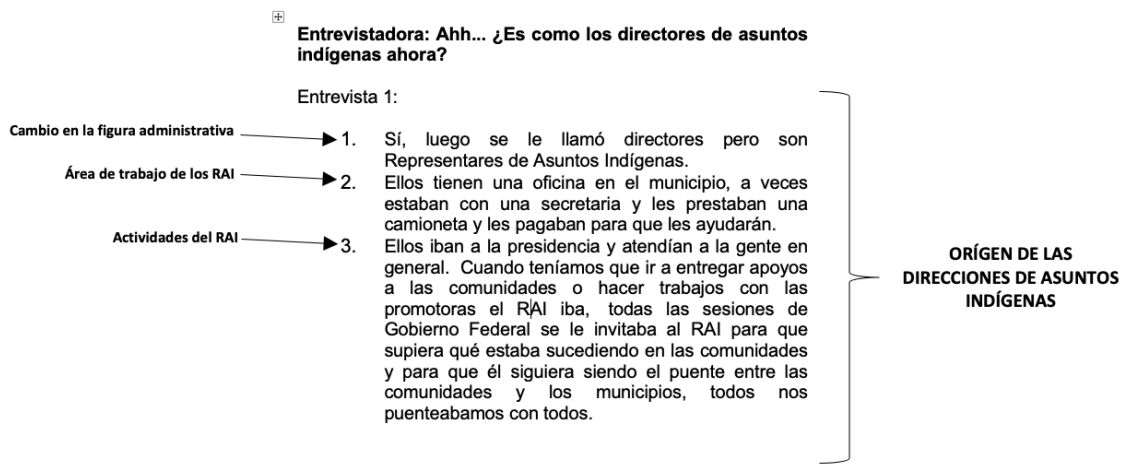 Entrevistadora: Ahh... ¿Es como los directores de asuntos
indígenas ahora?
Entrevista 1:
Cambio en la figura administrativa
1. Sí, luego se le llamó directores pero son
Representares de Asuntos Indígenas.
Área de trabajo de los RAI
2. Ellos tienen una oficina en el municipio, a veces
estaban con una secretaria y les prestaban una
camioneta y les pagaban para que les ayudarán.
Actividades del RAI
3. Ellos iban a la presidencia y atendían a la gente en
general. Cuando teníamos que ir a entregar apoyos
a las comunidades o hacer trabajos con las
promotoras el RAI iba, todas las sesiones de
Gobierno Federal se le invitaba al RAI para que
supiera qué estaba sucediendo en las comunidades
y para que él siguiera siendo el puente entre las
comunidades y los municipios, todos nos
puenteabamos con todos.
ORÍGEN DE LAS
DIRECCIONES DE ASUNTOS
INDÍGENAS